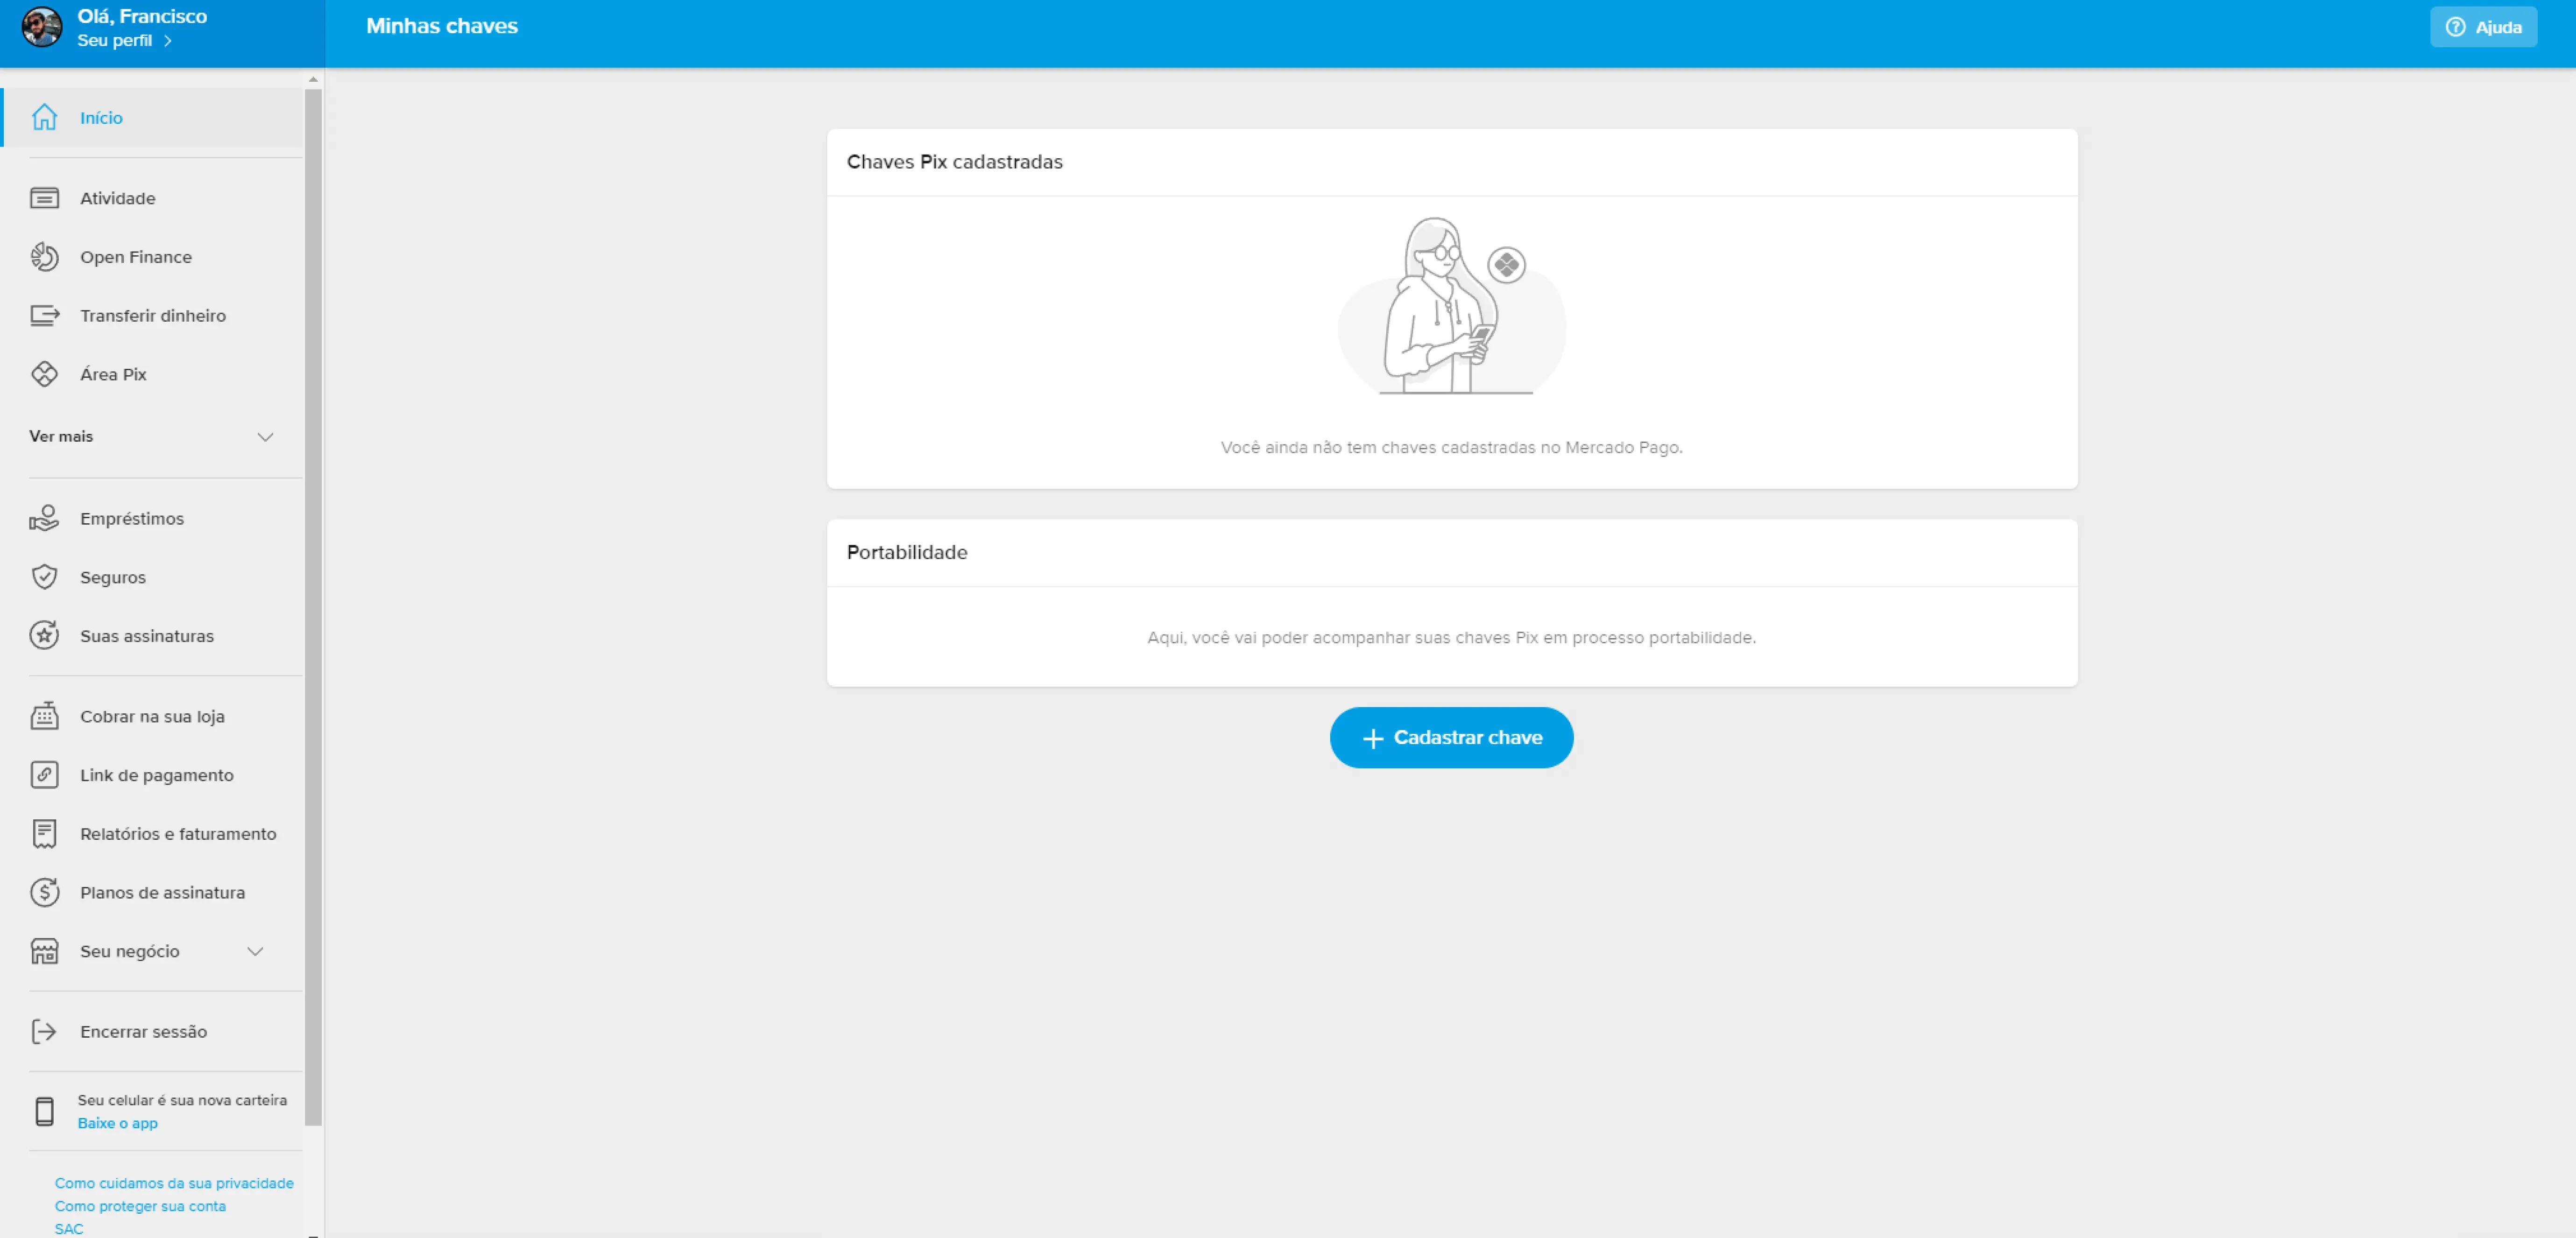 Olá, Francisco
Seu perfil
Minhas chaves
Ajuda
Início
Atividade
Open Finance
Transferir dinheiro
Área Pix
Ver mais
Empréstimos
Seguros
Suas assinaturas
Cobrar na sua loja
Link de pagamento
Relatórios e faturamento
Planos de assinatura
Seu negócio
Encerrar sessão
Seu celular é sua nova carteira
Baixe o app
Como cuidamos da sua privacidade
Como proteger sua conta
SAC
Chaves Pix cadastradas
Você ainda não tem chaves cadastradas no Mercado Pago.
Portabilidade
Aqui, você vai poder acompanhar suas chaves Pix em processo portabilidade.
Cadastrar chave